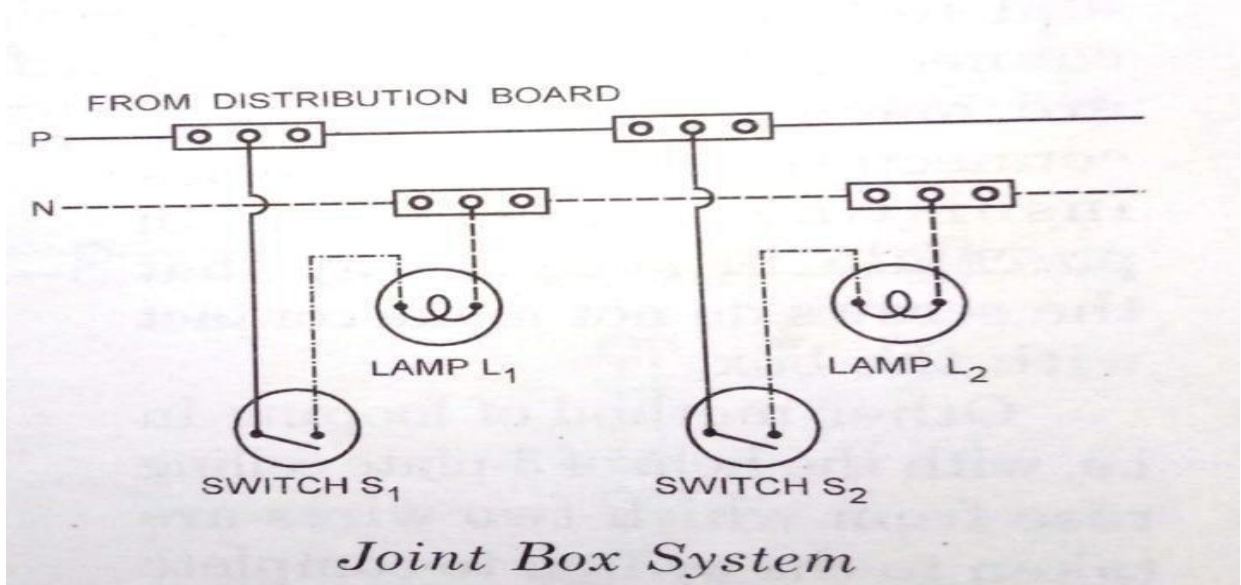 FROM DISTRIBUTION BOARD
P
N
LAMP L1
LAMP L2
SWITCH S1
SWITCH S2
Joint Box System